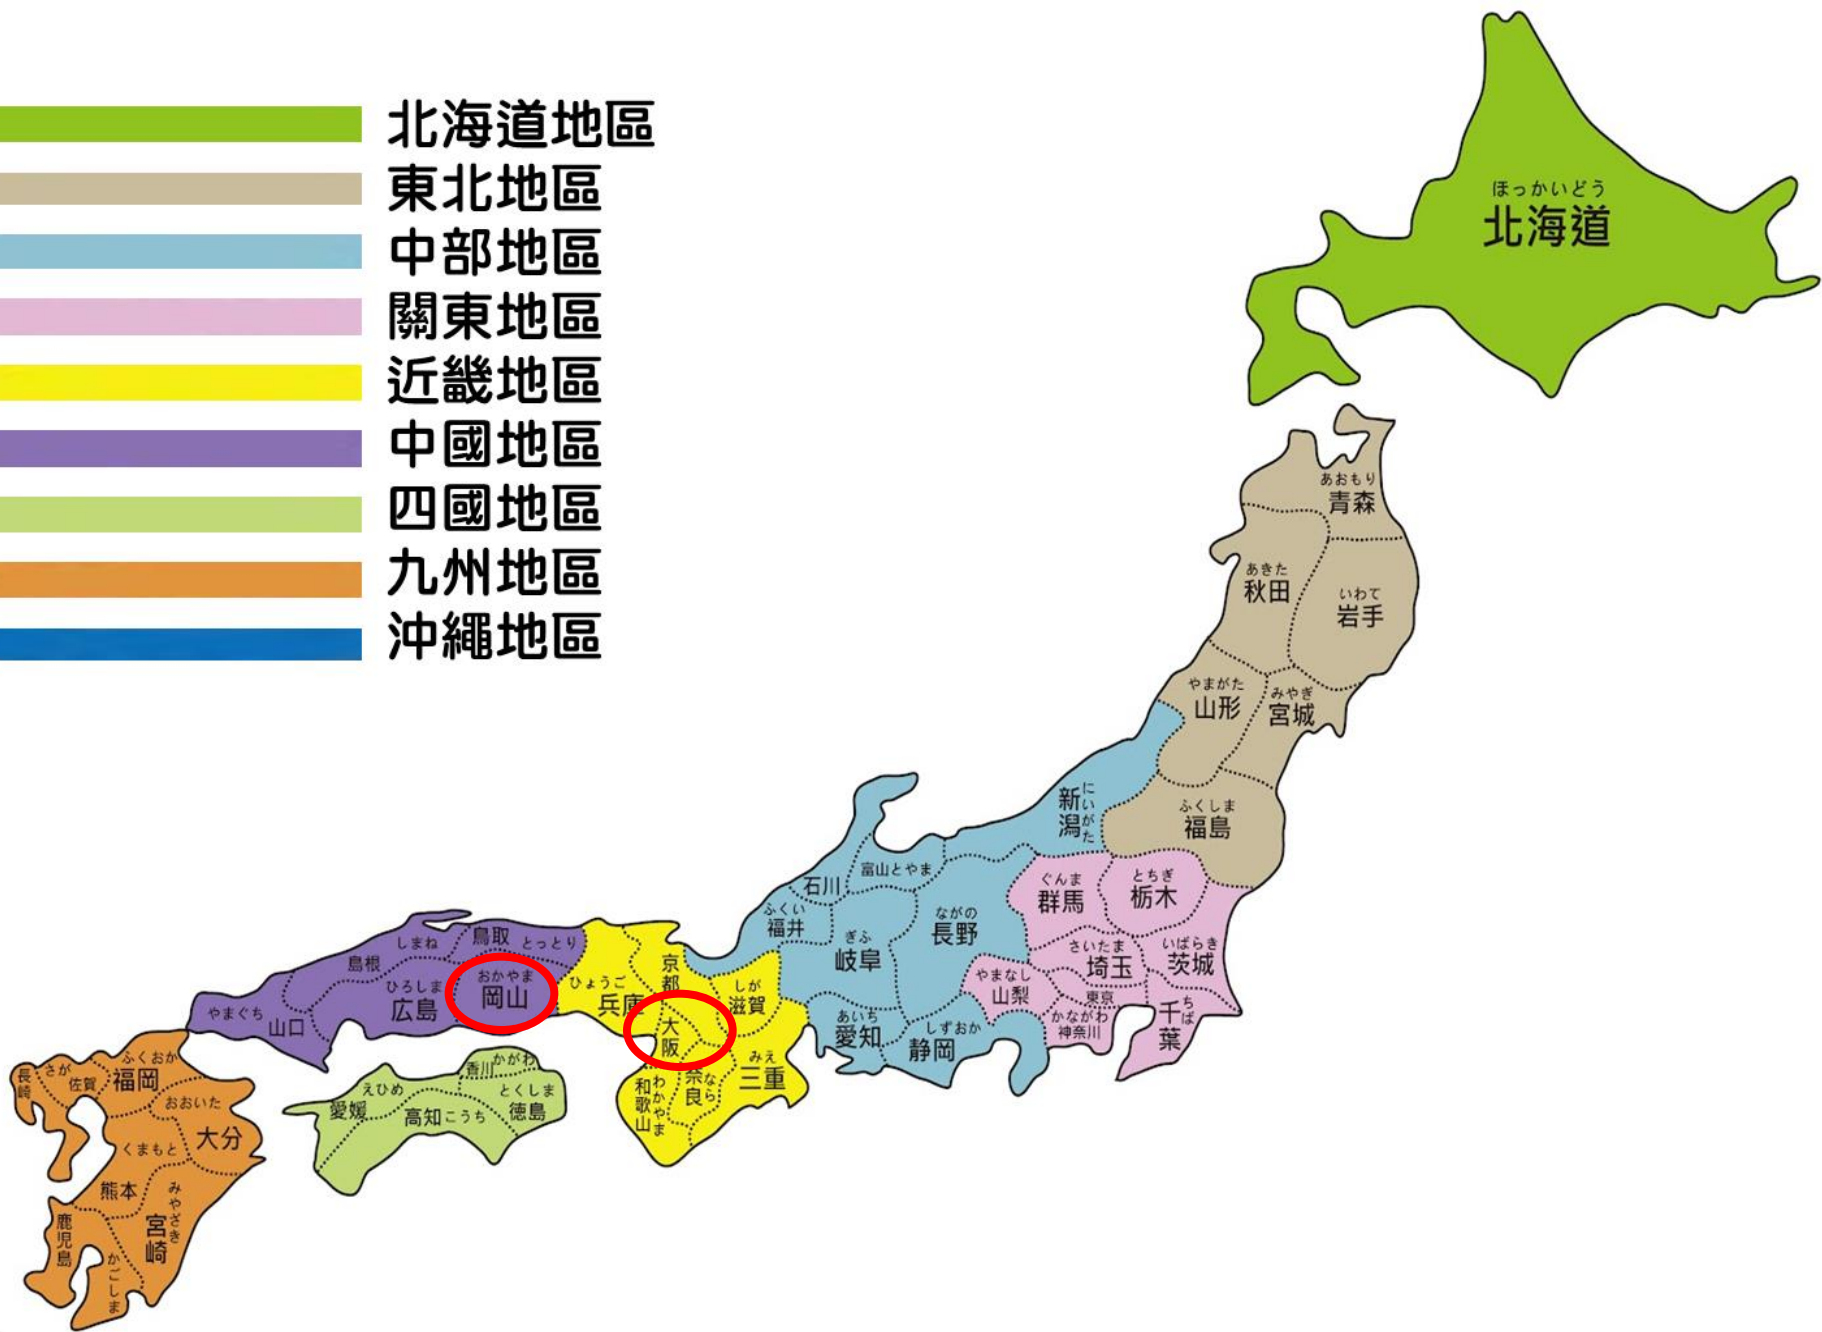 北海道地區
東北地區
中部地區
關東地區
近畿地區
中國地區
四國地區
九州地區
沖繩地區
ほっかいどう
北海道
あおもり
青森
あきた
秋田
いわて
岩手
やまがた
山形
みやぎ
宮城
ふくしま
福島
新潟
にいがた
富山とやま
石川
ふくい
福井
ぎふ
岐阜
ながの
長野
あいち
愛知
しずおか
静岡
ぐんま
群馬
とちぎ
栃木
さいたま
埼玉
いばらき
茨城
やまなし
山梨
東京
かながわ
神奈川
千葉
ちば
京都
ひょうご
兵庫
しが
滋賀
大阪
みえ
三重
奈良
なら
和歌山
わかやま
鳥取 とっとり
しまね
島根
おかやま
岡山
ひろしま
広島
やまぐち
山口
香川
かがわ
えひめ
愛媛
高知こうち
とくしま
徳島
ふくおか
福岡
さが
佐賀
長崎
おおいた
大分
くまもと
熊本
みやざき
宮崎
鹿児島
かごしま